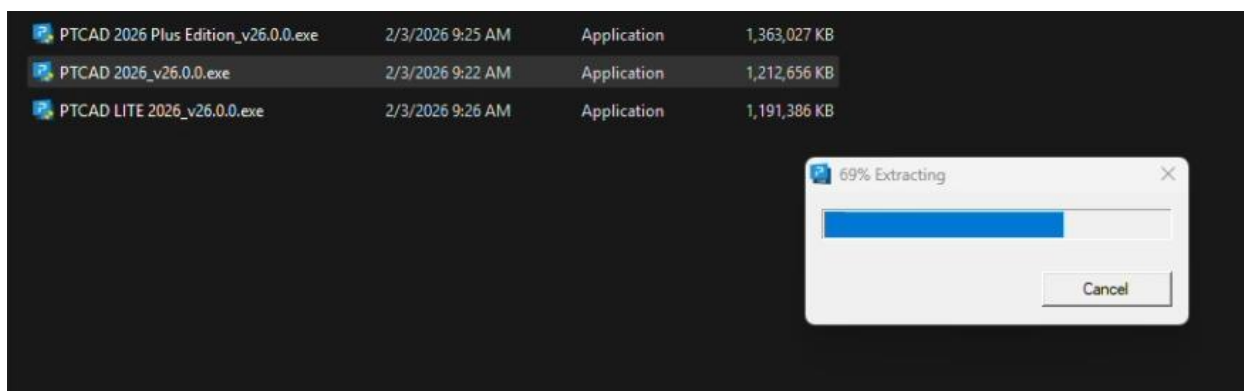 PTCAD 2026 Plus Edition_v26.0.0.exe 2/3/2026 9:25 AM Application 1,363,027 KB
PTCAD 2026_v26.0.0.exe 2/3/2026 9:22 AM Application 1,212,656 KB
PTCAD LITE 2026_v26.0.0.exe 2/3/2026 9:26 AM Application 1,191,386 KB
69% Extracting
Cancel